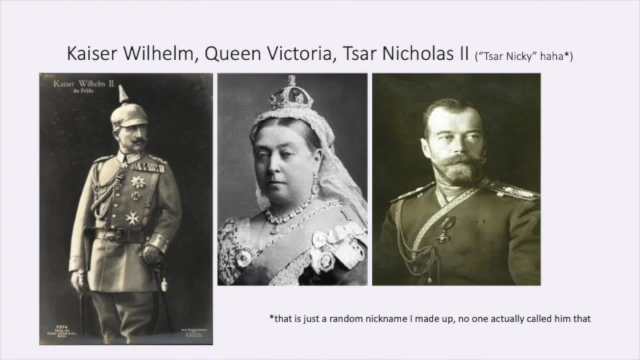 Kaiser Wilhelm, Queen Victoria, Tsar Nicholas II (“Tsar Nicky” haha*)
Kaiser Wilhelm II.
im Felde
*that is just a random nickname I made up, no one actually called him that